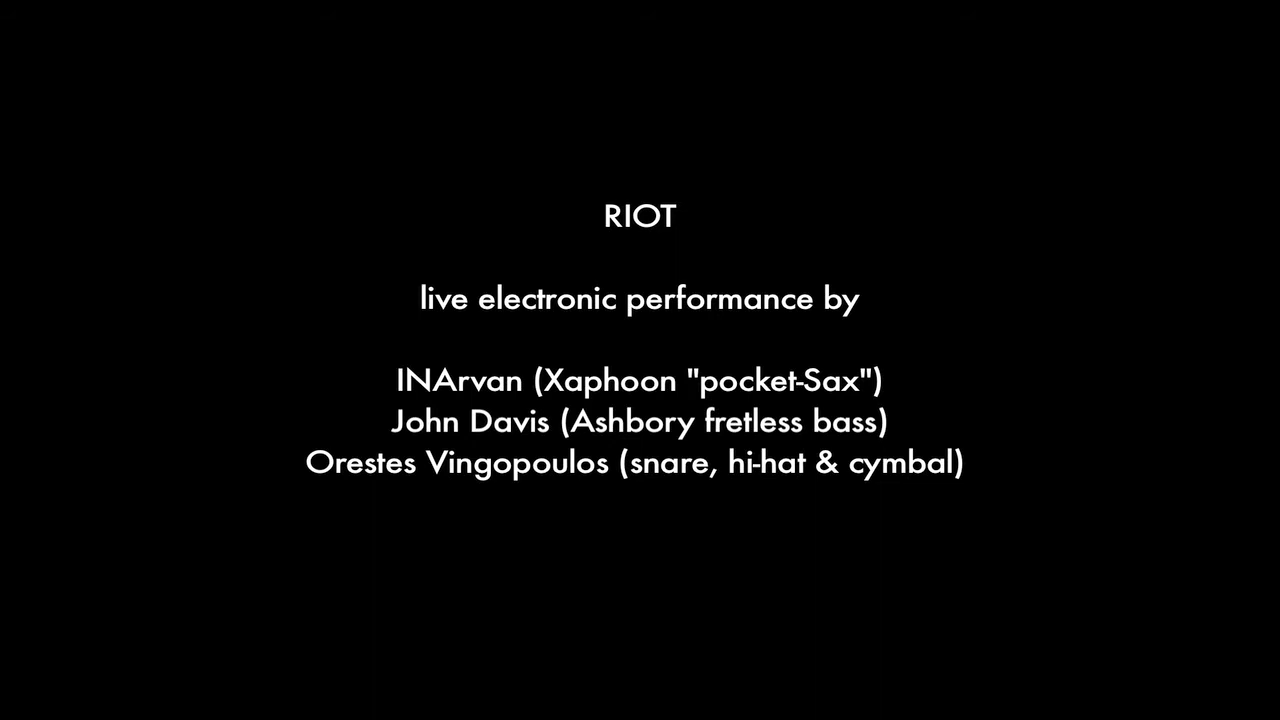 RIOT
live electronic performance by
INArvan (Xaphoon "pocket-Sax")
John Davis (Ashbory fretless bass)
Orestes Vingopoulos (snare, hi-hat & cymbal)